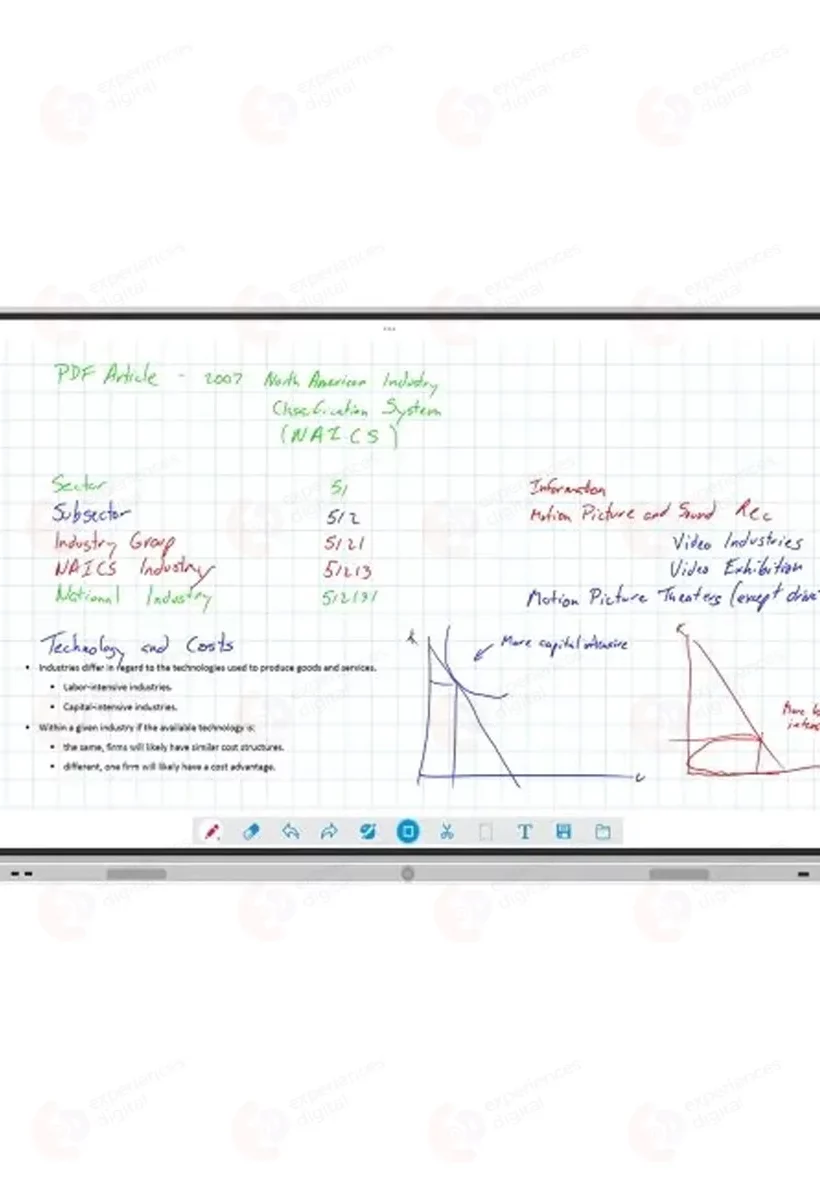 PDF Article - 2007 North American Industry
Classification System
(NAICS)
Sector 51 Information
Subsector 512 Motion Picture and Sound Rec
Industry Group 5121 Video Industries
NAICS Industry 51213 Video Exhibition
National Industry 512131 Motion Picture Theaters (except drive
Technology and Costs
• Industries differ in regard to the technologies used to produce goods and services.
• Labor-intensive industries.
• Capital-intensive industries.
• Within a given industry if the available technology is:
• the same, firms will likely have similar cost structures.
• different, one firm will likely have a cost advantage.
K
More capital intensive
L
K
More
T
experiences
digital